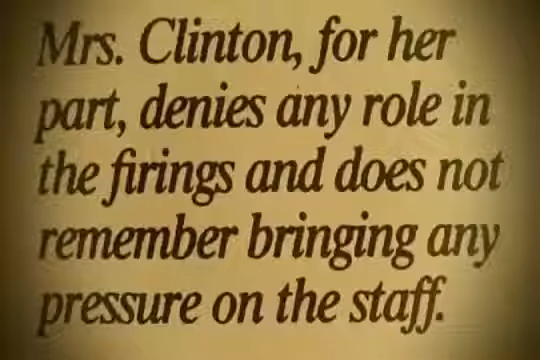 Mrs. Clinton, for her
part, denies any role in
the firings and does not
remember bringing any
pressure on the staff.